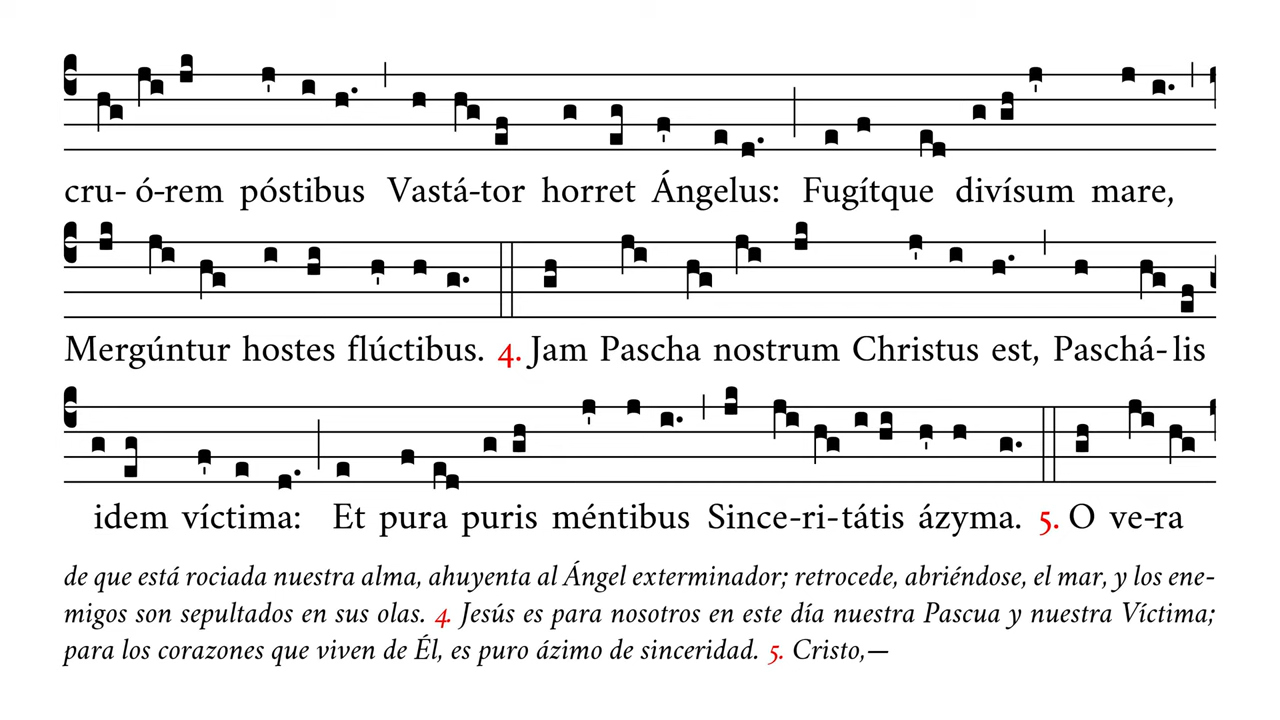 cru- ó-rem póstibus Vastá-tor horret Ángelus: Fugítque divísum mare,
Mergúntur hostes flúctibus. 4. Jam Pascha nostrum Christus est, Paschá-lis
idem víctima: Et pura puris méntibus Since-ri-tátis ázyma. 5. O ve-ra
de que está rociada nuestra alma, ahuyenta al Ángel exterminador; retrocede, abriéndose, el mar, y los ene-
migos son sepultados en sus olas. 4. Jesús es para nosotros en este día nuestra Pascua y nuestra Víctima;
para los corazones que viven de Él, es puro ázimo de sinceridad. 5. Cristo,—